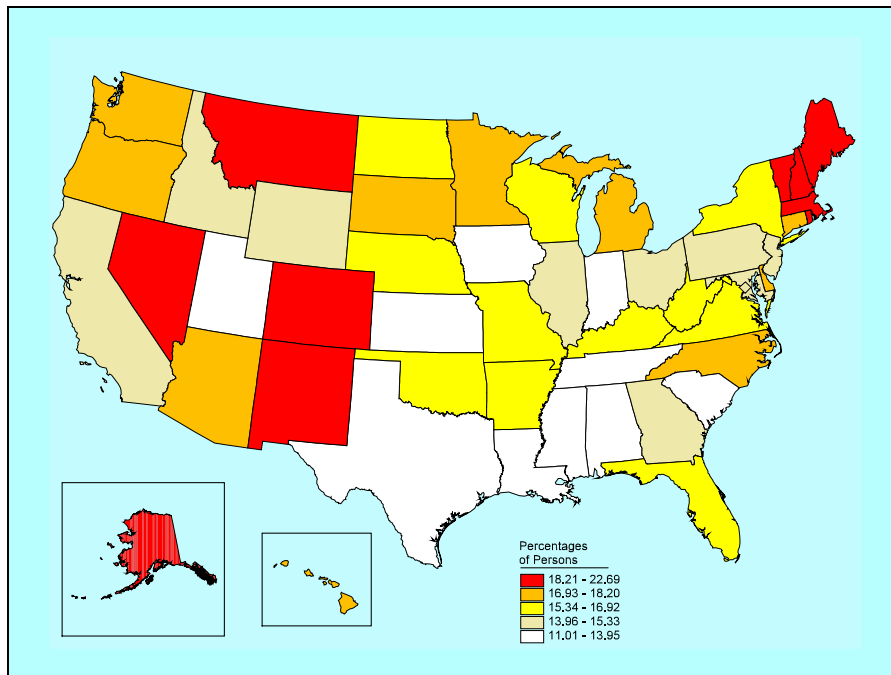 Percentages
of Persons
18.21 - 22.69
16.93 - 18.20
15.34 - 16.92
13.96 - 15.33
11.01 - 13.95